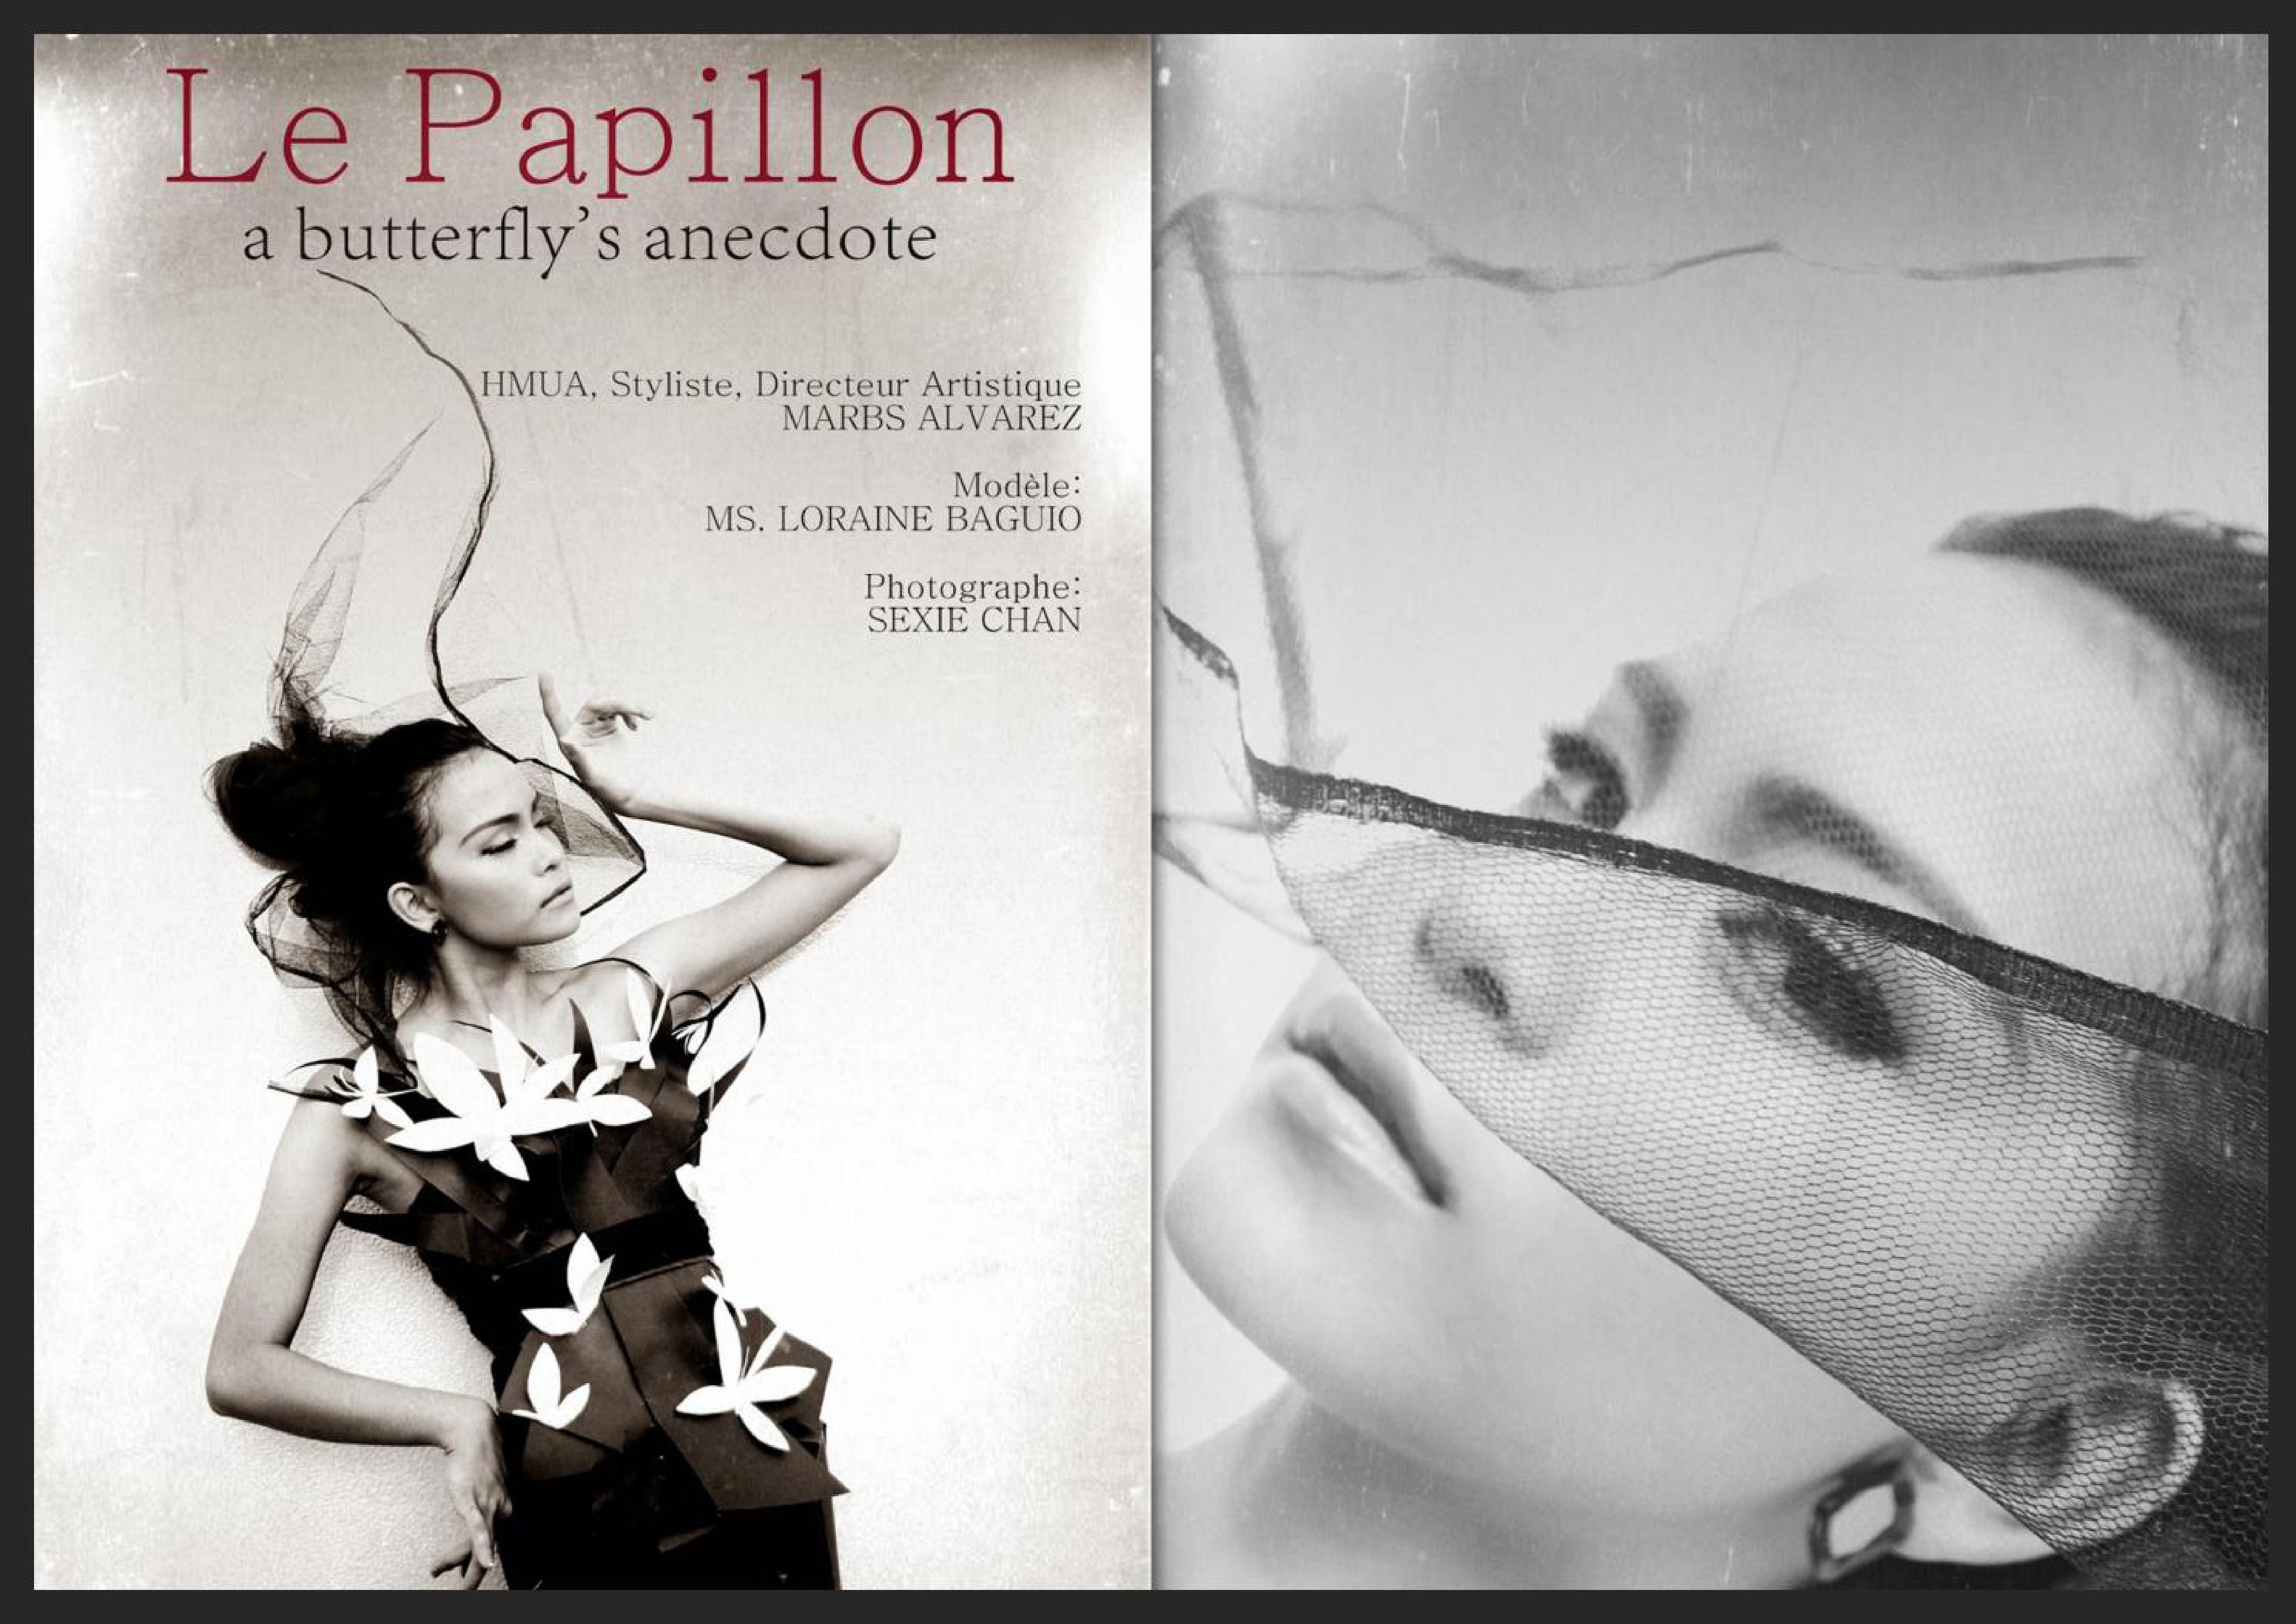 Le Papillon
a butterfly's anecdote
HMUA, Styliste, Directeur Artistique
MARBS ALVAREZ
Modèle:
MS. LORAINE BAGUIO
Photographe:
SEXIE CHAN